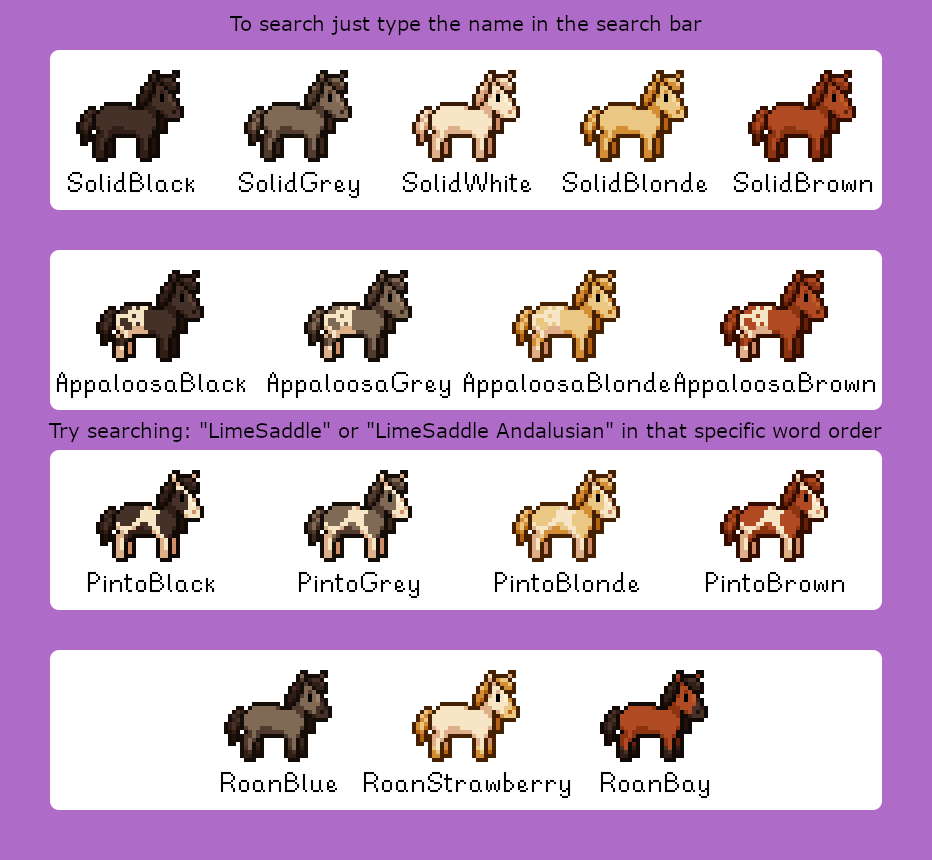 To search just type the name in the search bar
SolidBlack SolidGrey SolidWhite SolidBlonde SolidBrown
AppaloosaBlack AppaloosaGrey AppaloosaBlonde AppaloosaBrown
Try searching: "LimeSaddle" or "LimeSaddle Andalusian" in that specific word order
PintoBlack PintoGrey PintoBlonde PintoBrown
RoanBlue RoanStrawberry RoanBay